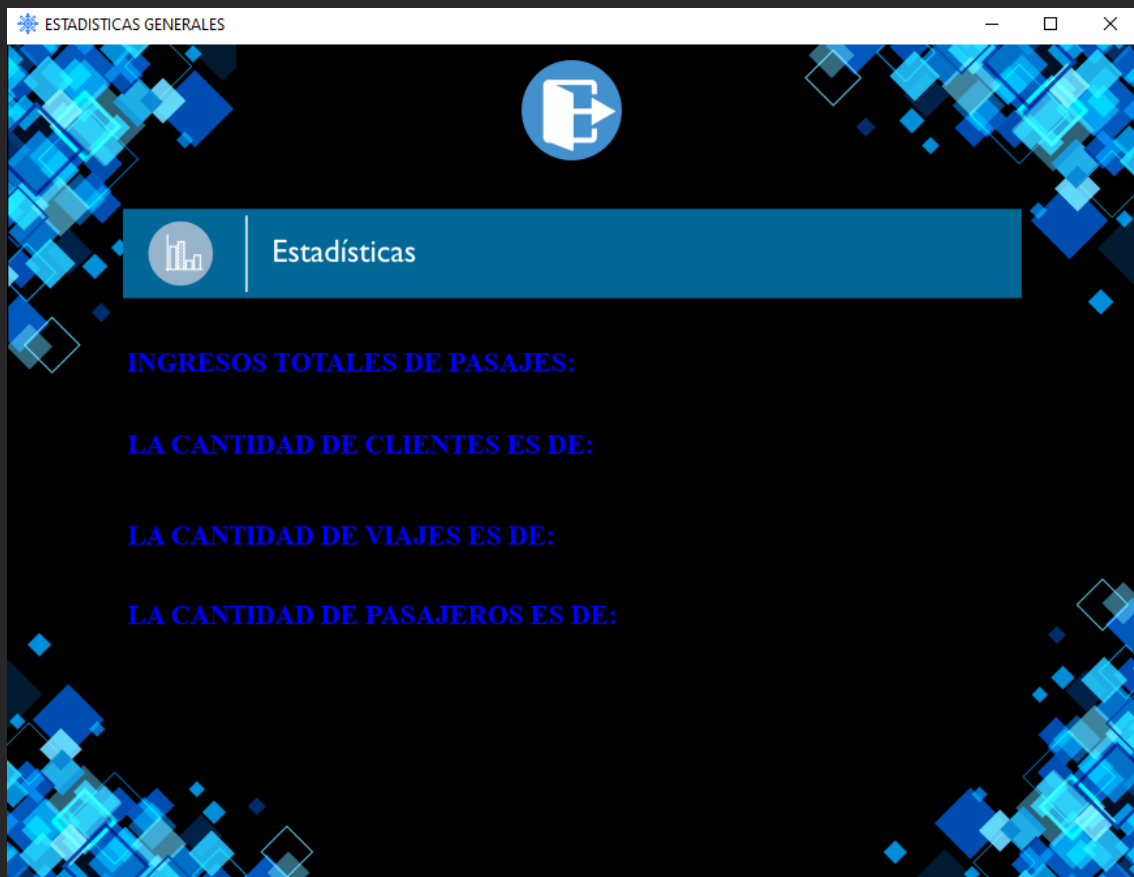 ESTADISTICAS GENERALES
Estadísticas
INGRESOS TOTALES DE PASAJES:
LA CANTIDAD DE CLIENTES ES DE:
LA CANTIDAD DE VIAJES ES DE:
LA CANTIDAD DE PASAJEROS ES DE: